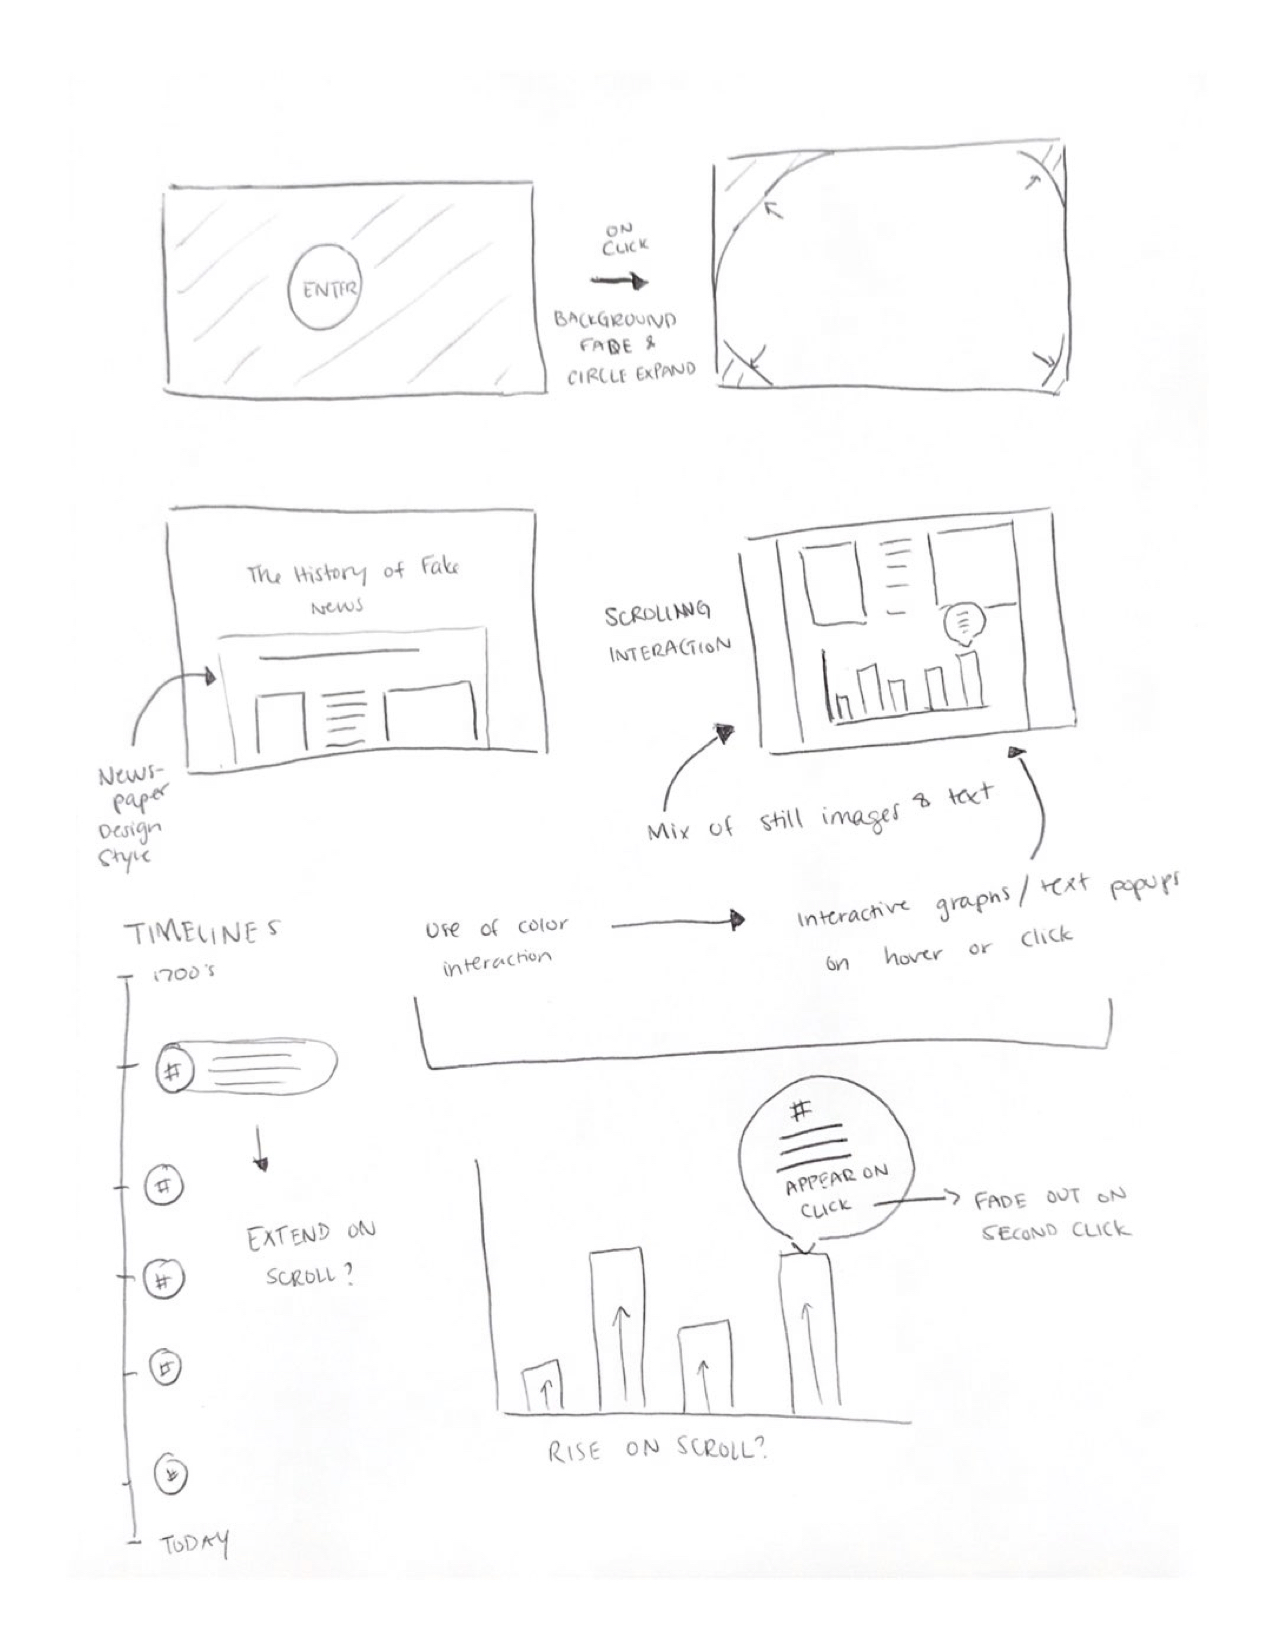 ENTER
ON
CLICK
BACKGROUND
FADE &
CIRCLE EXPAND
The History of Fake
News
News-
paper
Design
Style
SCROLLING
INTERACTION
Mix of still images & text
Interactive graphs/text popups
on hover or click
Use of color
interaction
TIMELINES
1700's
#
#
#
#
#
TODAY
EXTEND ON
SCROLL?
#
APPEAR ON
CLICK
FADE OUT ON
SECOND CLICK
RISE ON SCROLL?